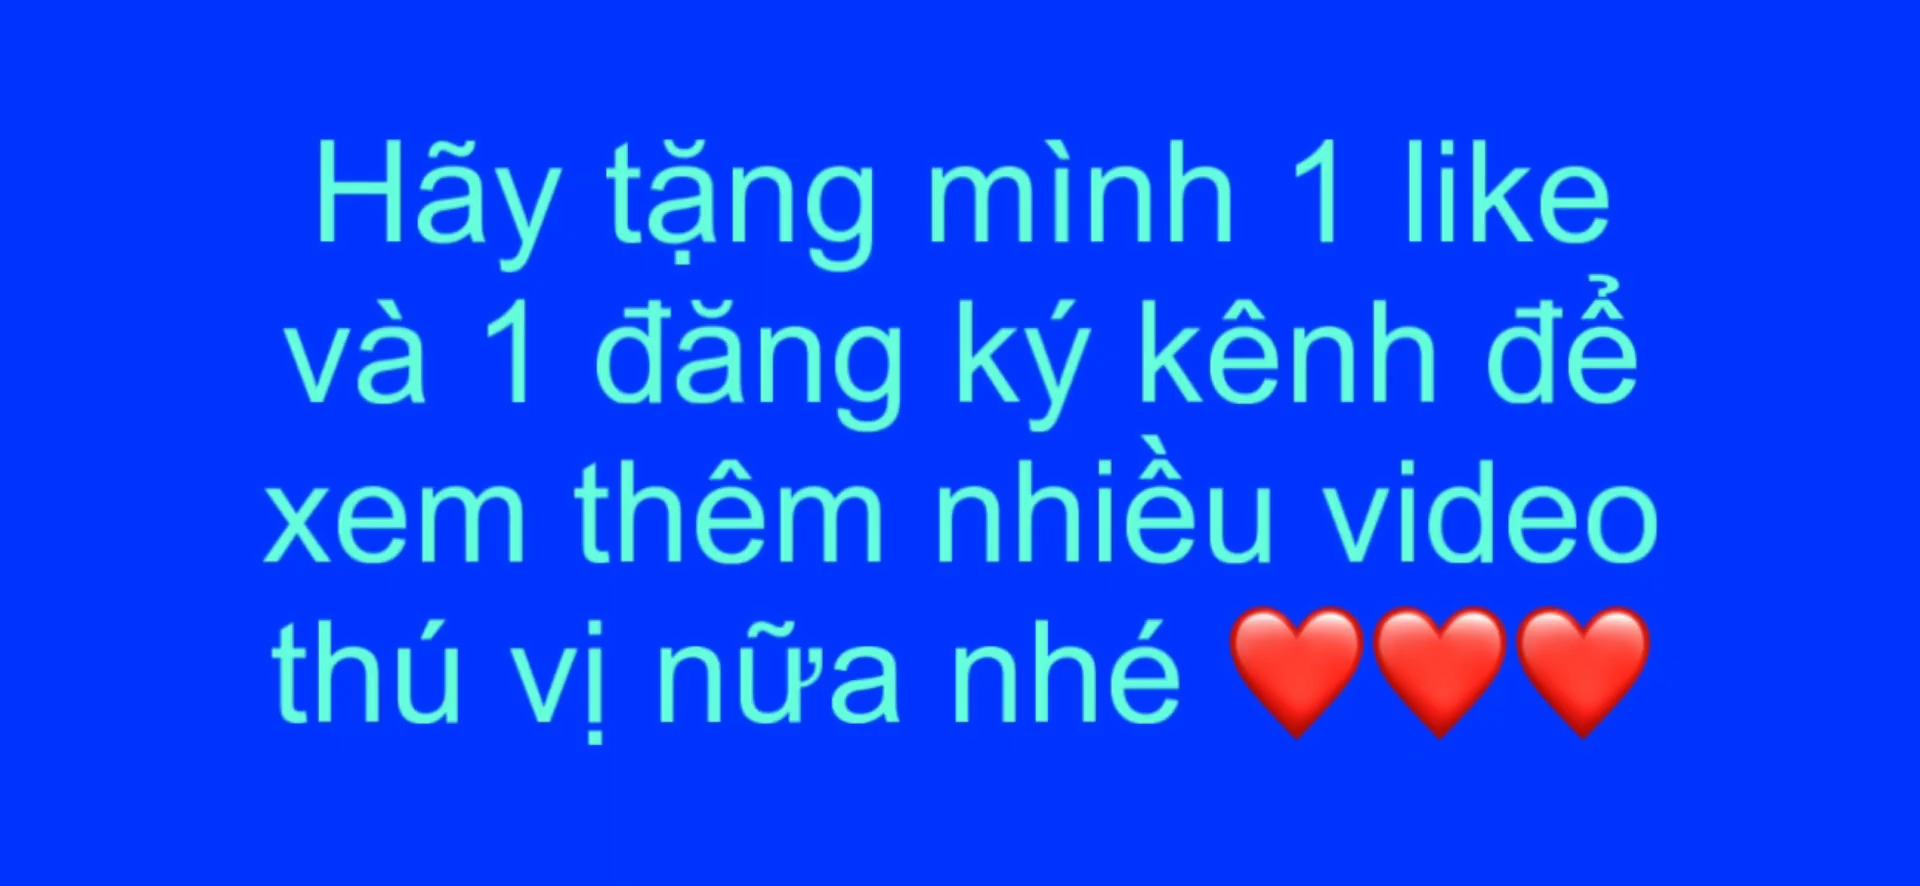 Hãy tặng mình 1 like
và 1 đăng ký kênh để
xem thêm nhiều video
thú vị nữa nhé ❤️❤️❤️